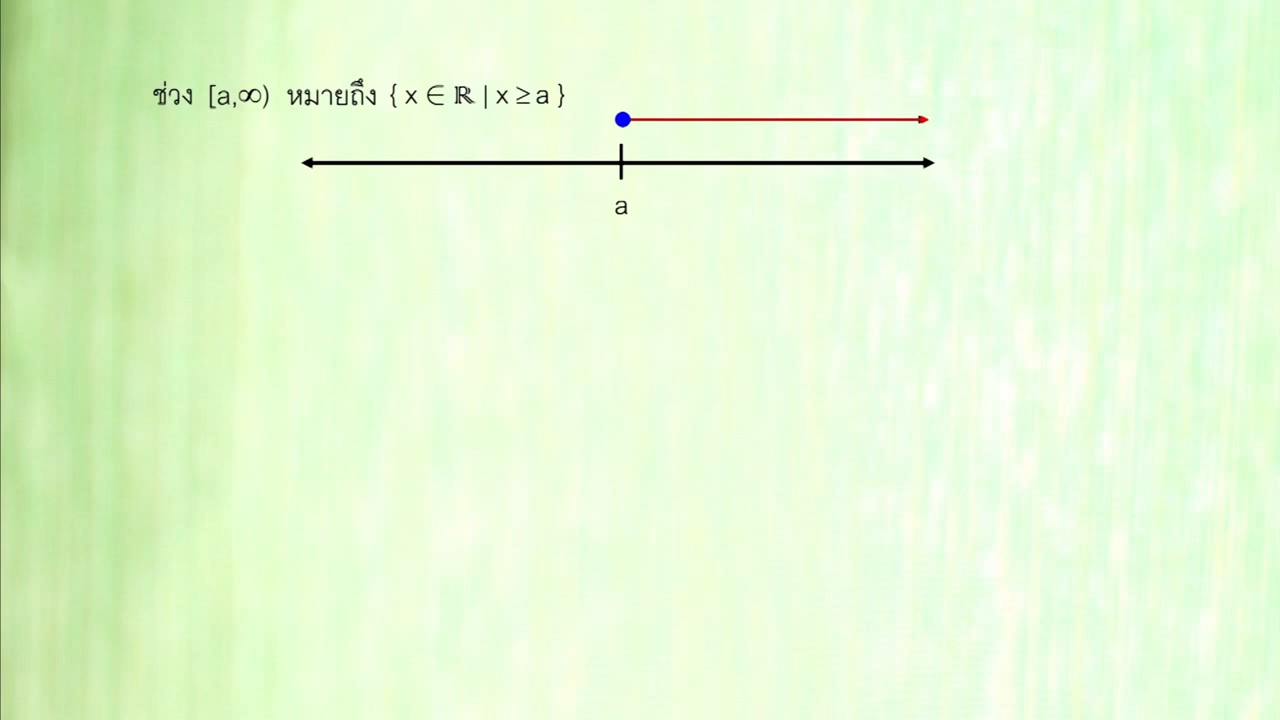 ช่วง [a,∞) หมายถึง { x ∈ ℝ | x ≥ a }
a